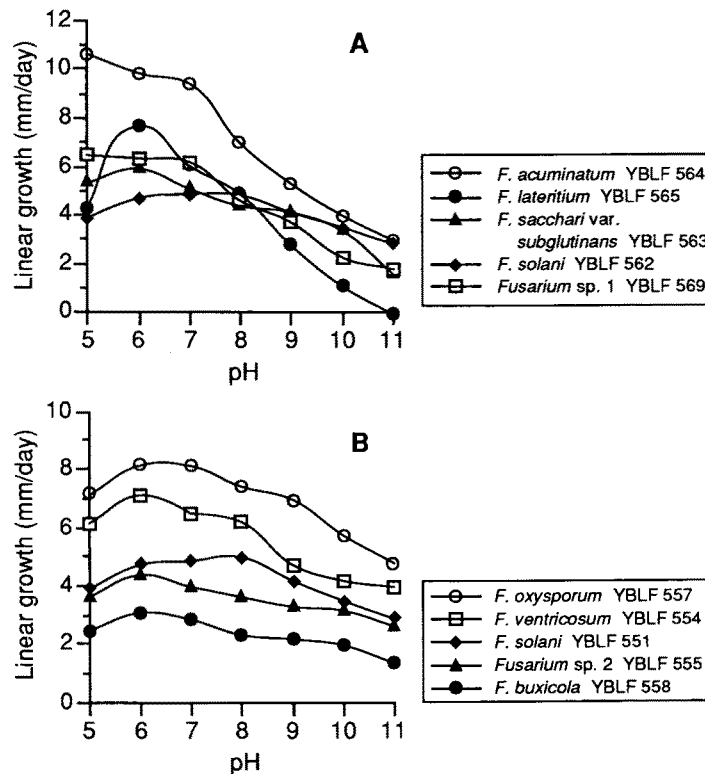 A
Linear growth (mm/day)
12
10
8
6
4
2
0
5 6 7 8 9 10 11
pH
F. acuminatum YBLF 564
F. lateritium YBLF 565
F. sacchari var.
subglutinans YBLF 563
F. solani YBLF 562
Fusarium sp. 1 YBLF 569
B
Linear growth (mm/day)
10
8
6
4
2
0
5 6 7 8 9 10 11
pH
F. oxysporum YBLF 557
F. ventricosum YBLF 554
F. solani YBLF 551
Fusarium sp. 2 YBLF 555
F. buxicola YBLF 558